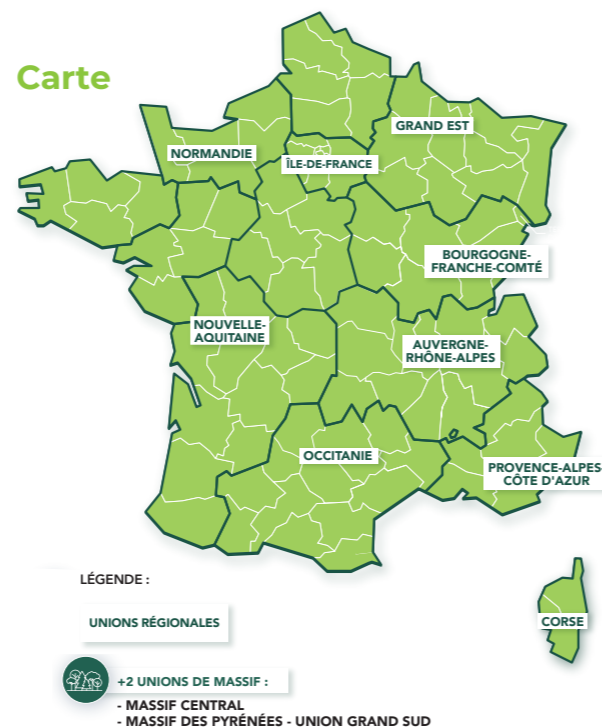 Carte
GRAND EST
NORMANDIE
ÎLE-DE-FRANCE
BOURGOGNE-
FRANCHE-COMTÉ
NOUVELLE-
AQUITAINE
AUVERGNE-
RHÔNE-ALPES
OCCITANIE
PROVENCE-ALPES-
CÔTE D'AZUR
CORSE
LÉGENDE :
UNIONS RÉGIONALES
+2 UNIONS DE MASSIF :
- MASSIF CENTRAL
- MASSIF DES PYRÉNÉES - UNION GRAND SUD